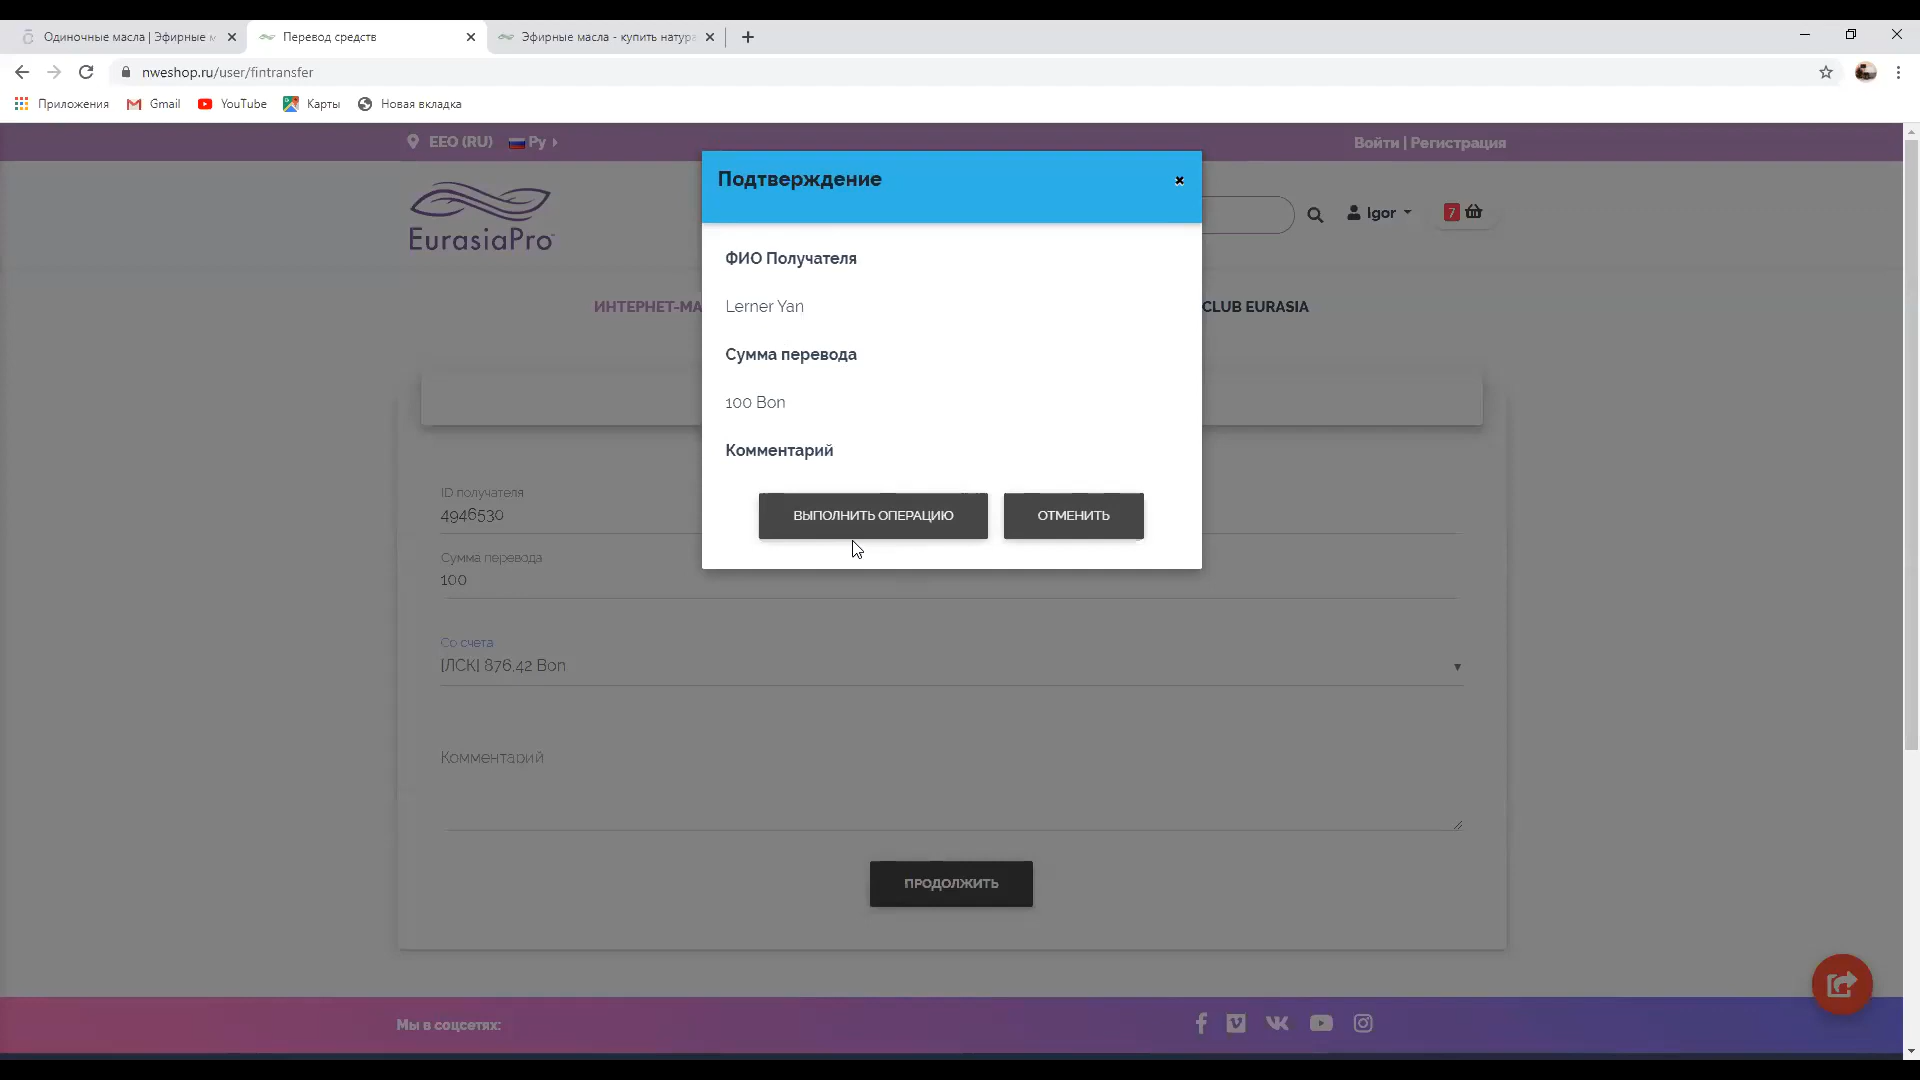 Одиночные масла | Эфирные м
Перевод средств
Эфирные масла - купить натура
nweshop.ru/user/fintransfer
Приложения
Gmail
YouTube
Карты
Новая вкладка
EEO (RU)
Ру
Войти | Регистрация
EurasiaPro
Igor
7
ИНТЕРНЕТ-МА
CLUB EURASIA
Подтверждение
ФИО Получателя
Lerner Yan
Сумма перевода
100 Bon
Комментарий
ВЫПОЛНИТЬ ОПЕРАЦИЮ
ОТМЕНИТЬ
ID получателя
4946530
Сумма перевода
100
Со счета
[ЛСК] 876.42 Bon
Комментарий
ПРОДОЛЖИТЬ
Мы в соцсетях: